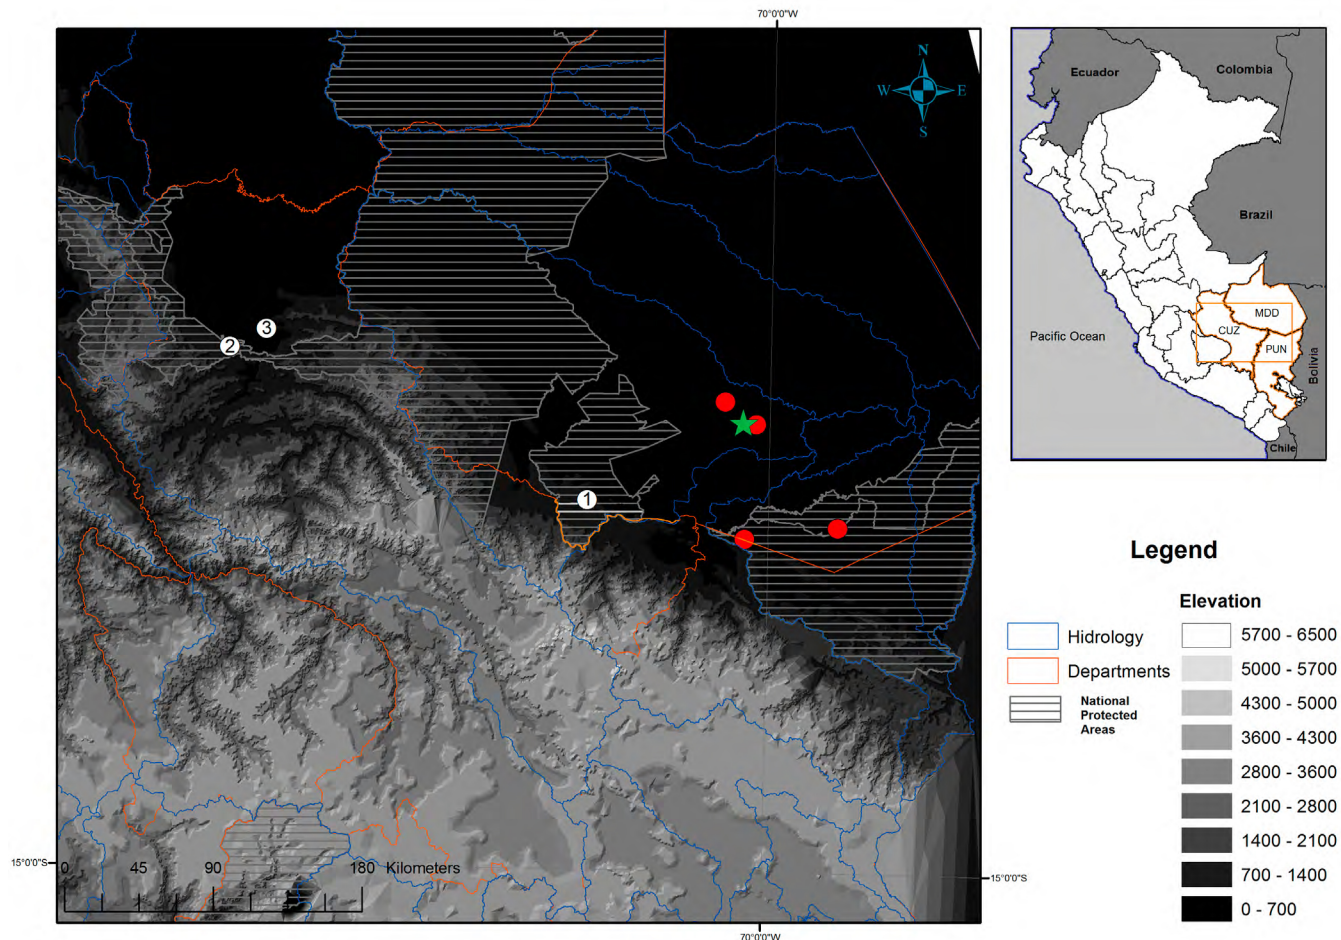 70°0'0"W
N
W
E
S
3
2
1
15°0'0"S
0
45
90
180
Kilometers
15°0'0"S
70°0'0"W
Ecuador
Colombia
Brazil
Pacific Ocean
MDD
CUZ
PUN
Bolivia
Chile
Legend
Hidrology
Departments
National
Protected
Areas
Elevation
5700 - 6500
5000 - 5700
4300 - 5000
3600 - 4300
2800 - 3600
2100 - 2800
1400 - 2100
700 - 1400
0 - 700